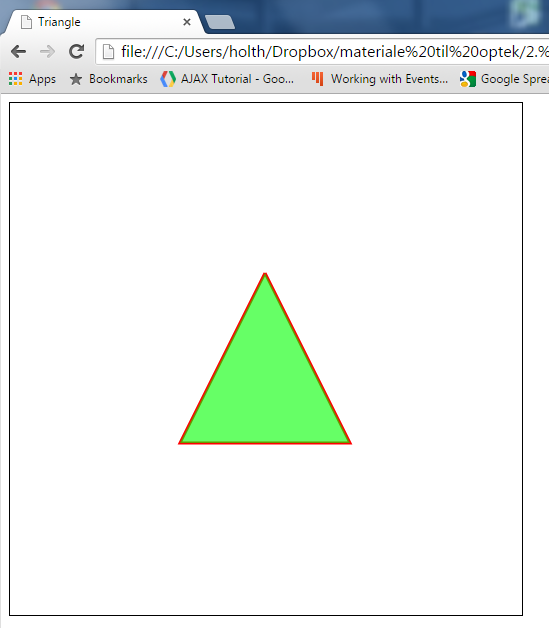 Triangle
file:///C:/Users/holth/Dropbox/materiale%20til%20optek/2.%
Apps Bookmarks AJAX Tutorial - Goo... Working with Events... Google Sprea